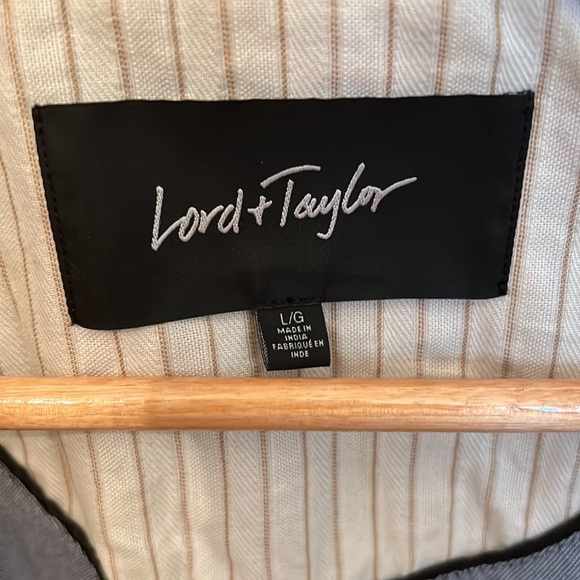 Lord + Taylor
L/G
MADE IN
INDIA
FABRIQUÉ EN
INDE